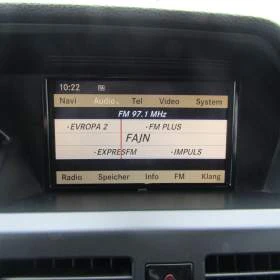 10:22
Navi Audio Tel Video System
FM 97.1 MHz
·EVROPA 2 ·FM PLUS
FAJN
·EXPRESFM ·IMPULS
Radio Speicher Info FM Klang